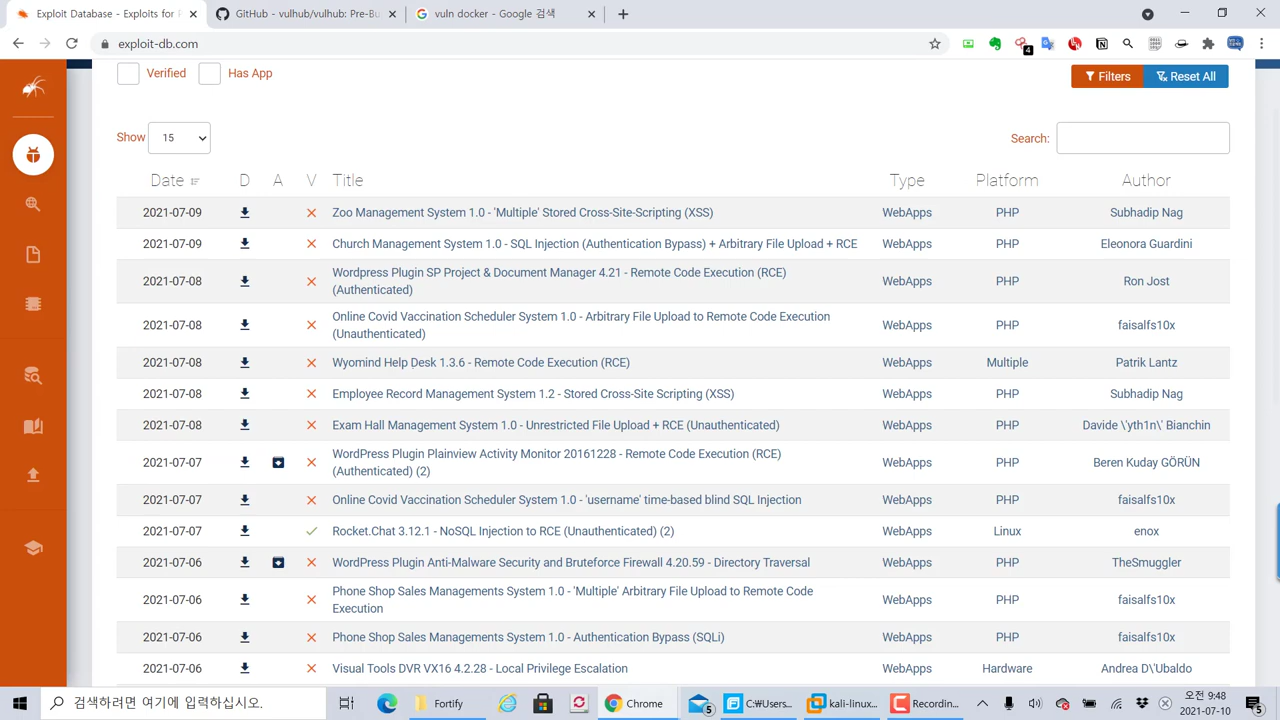 Exploit Database - Exploits for P
GitHub - vulhub/vulhub: Pre-Bu
vuln docker - Google 검색
exploit-db.com
4
Verified
Has App
Filters
Reset All
Show 15
Search:
Date D A V Title Type Platform Author
2021-07-09 Zoo Management System 1.0 - 'Multiple' Stored Cross-Site-Scripting (XSS) WebApps PHP Subhadip Nag
2021-07-09 Church Management System 1.0 - SQL Injection (Authentication Bypass) + Arbitrary File Upload + RCE WebApps PHP Eleonora Guardini
2021-07-08 Wordpress Plugin SP Project & Document Manager 4.21 - Remote Code Execution (RCE)
(Authenticated) WebApps PHP Ron Jost
2021-07-08 Online Covid Vaccination Scheduler System 1.0 - Arbitrary File Upload to Remote Code Execution
(Unauthenticated) WebApps PHP faisalfs10x
2021-07-08 Wyomind Help Desk 1.3.6 - Remote Code Execution (RCE) WebApps Multiple Patrik Lantz
2021-07-08 Employee Record Management System 1.2 - Stored Cross-Site Scripting (XSS) WebApps PHP Subhadip Nag
2021-07-08 Exam Hall Management System 1.0 - Unrestricted File Upload + RCE (Unauthenticated) WebApps PHP Davide \'yth1n\' Bianchin
2021-07-07 WordPress Plugin Plainview Activity Monitor 20161228 - Remote Code Execution (RCE)
(Authenticated) (2) WebApps PHP Beren Kuday GÖRÜN
2021-07-07 Online Covid Vaccination Scheduler System 1.0 - 'username' time-based blind SQL Injection WebApps PHP faisalfs10x
2021-07-07 Rocket.Chat 3.12.1 - NoSQL Injection to RCE (Unauthenticated) (2) WebApps Linux enox
2021-07-06 WordPress Plugin Anti-Malware Security and Bruteforce Firewall 4.20.59 - Directory Traversal WebApps PHP TheSmuggler
2021-07-06 Phone Shop Sales Managements System 1.0 - 'Multiple' Arbitrary File Upload to Remote Code
Execution WebApps PHP faisalfs10x
2021-07-06 Phone Shop Sales Managements System 1.0 - Authentication Bypass (SQLi) WebApps PHP faisalfs10x
2021-07-06 Visual Tools DVR VX16 4.2.28 - Local Privilege Escalation WebApps Hardware Andrea D\'Ubaldo
검색하려면 여기에 입력하십시오.
Fortify
Chrome
5
C:₩Users...
kali-linux...
Recordin...
오전 9:48
2021-07-10
5